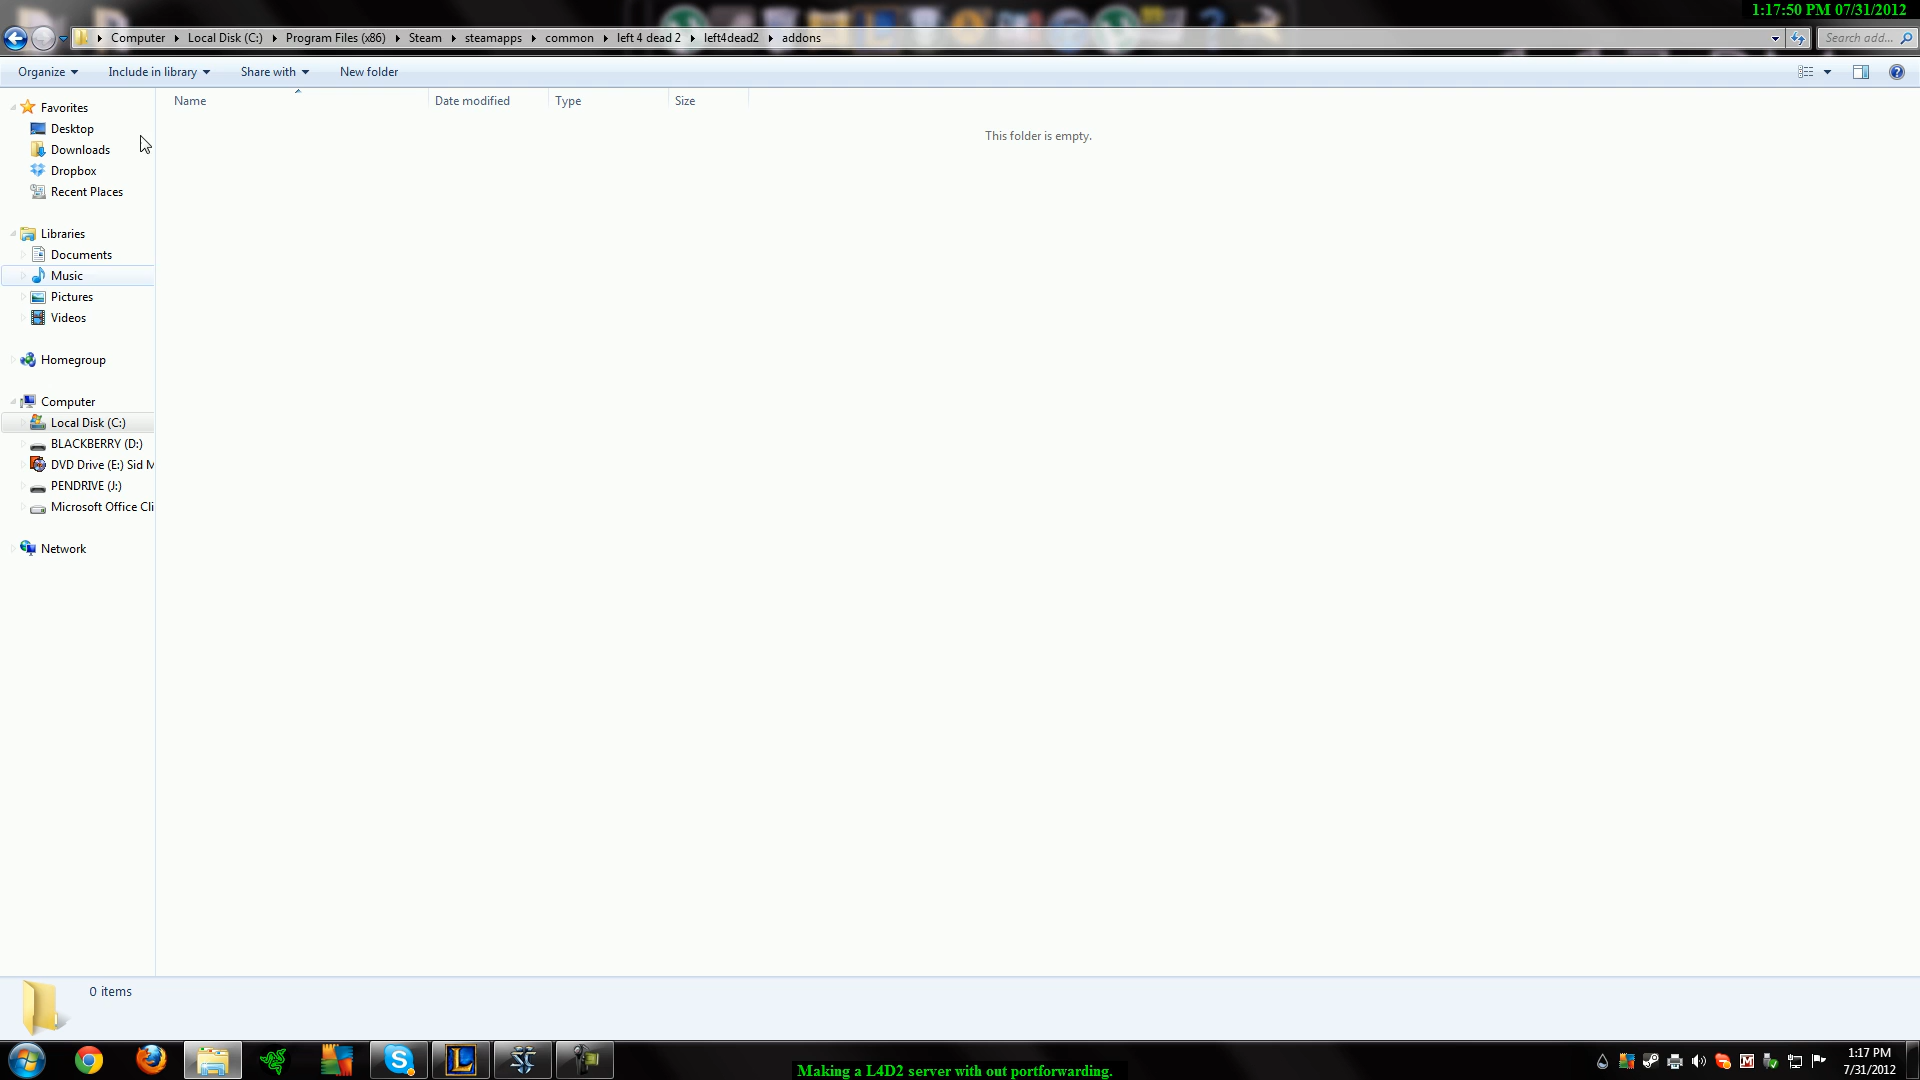 1:17:50 PM 07/31/2012
Computer Local Disk (C:) Program Files (x86) Steam steamapps common left 4 dead 2 left4dead2 addons
Search add...
Organize Include in library Share with New folder
Name Date modified Type Size
This folder is empty.
Favorites
Desktop
Downloads
Dropbox
Recent Places
Libraries
Documents
Music
Pictures
Videos
Homegroup
Computer
Local Disk (C:)
BLACKBERRY (D:)
DVD Drive (E:) Sid M
PENDRIVE (J:)
Microsoft Office Cli
Network
0 items
Making a L4D2 server with out portforwarding.
1:17 PM
7/31/2012